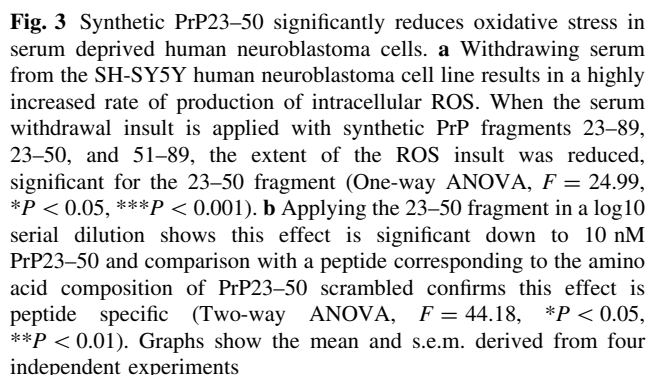 Fig. 3 Synthetic PrP23–50 significantly reduces oxidative stress in
serum deprived human neuroblastoma cells. a Withdrawing serum
from the SH-SY5Y human neuroblastoma cell line results in a highly
increased rate of production of intracellular ROS. When the serum
withdrawal insult is applied with synthetic PrP fragments 23–89,
23–50, and 51–89, the extent of the ROS insult was reduced,
significant for the 23–50 fragment (One-way ANOVA, F = 24.99,
*P < 0.05, ***P < 0.001). b Applying the 23–50 fragment in a log10
serial dilution shows this effect is significant down to 10 nM
PrP23–50 and comparison with a peptide corresponding to the amino
acid composition of PrP23–50 scrambled confirms this effect is
peptide specific (Two-way ANOVA, F = 44.18, *P < 0.05,
**P < 0.01). Graphs show the mean and s.e.m. derived from four
independent experiments